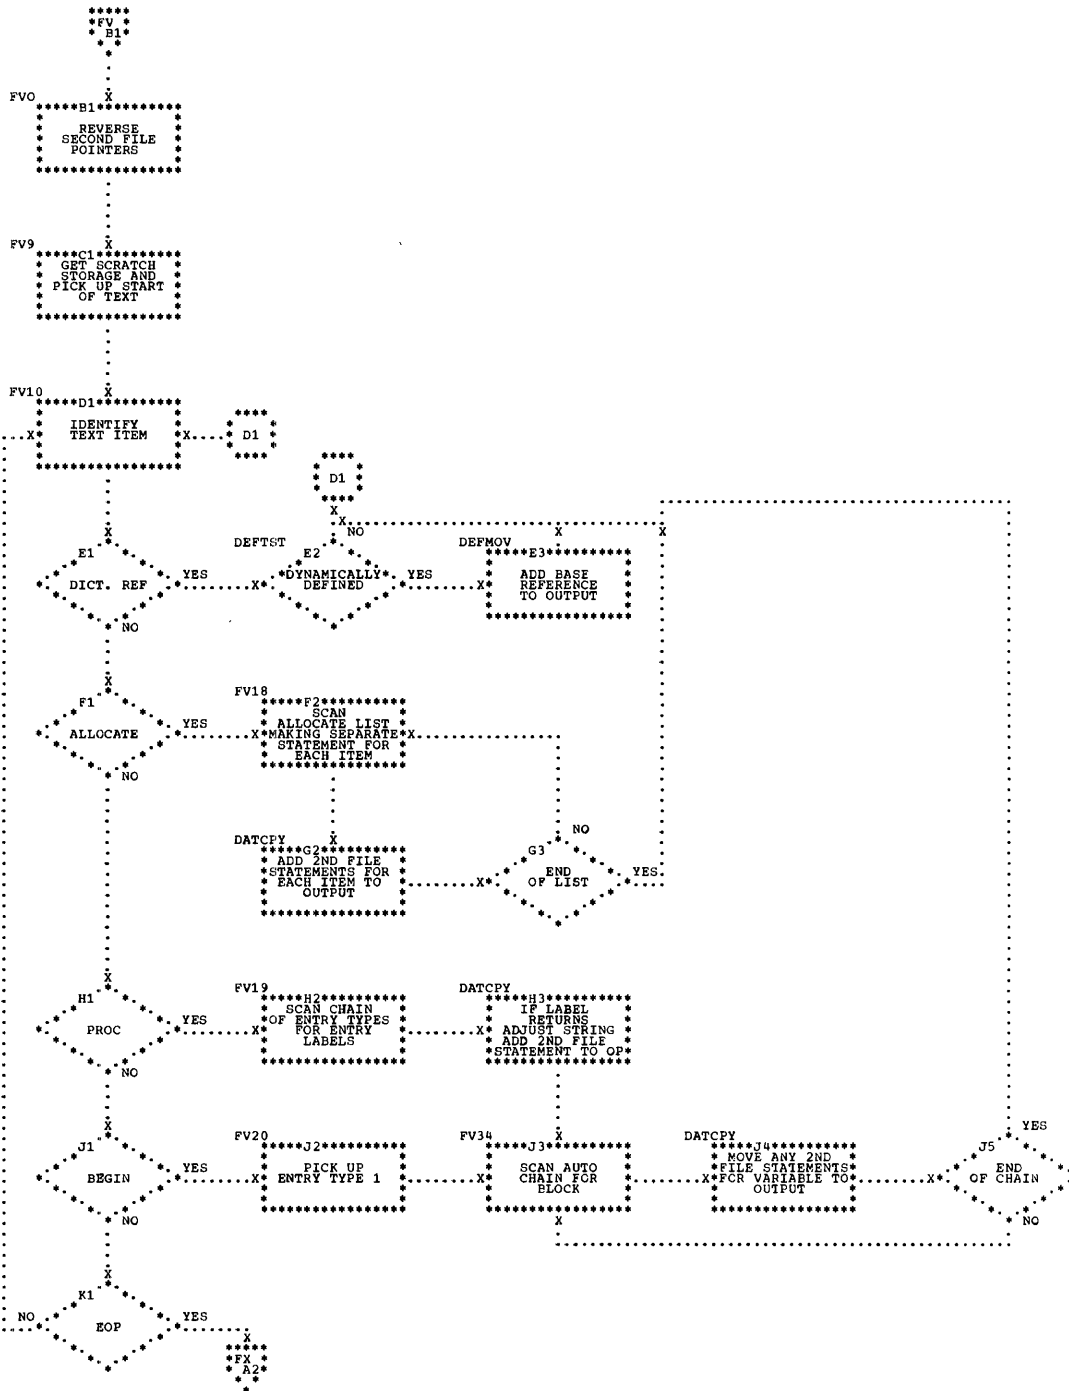 FV
B1
FV0
B1
REVERSE
SECOND FILE
POINTERS
FV9
C1
GET SCRATCH
STORAGE AND
PICK UP START
OF TEXT
FV10
D1
IDENTIFY
TEXT ITEM
X
X
D1
D1
X
X
NO
X
X
X
E1
DICT. REF
YES
X
NO
DEFTST
E2
DYNAMICALLY
DEFINED
YES
X
DEFMOV
E3
ADD BASE
REFERENCE
TO OUTPUT
X
F1
ALLOCATE
YES
X
NO
FV18
F2
SCAN
ALLOCATE LIST
MAKING SEPARATE
STATEMENT FOR
EACH ITEM
X
DATCPY
X
G2
ADD 2ND FILE
STATEMENTS FOR
EACH ITEM TO
OUTPUT
X
NO
G3
END
OF LIST
YES
X
H1
PROC
YES
X
NO
FV19
H2
SCAN CHAIN
OF ENTRY TYPES
FOR ENTRY
LABELS
X
DATCPY
H3
IF LABEL
RETURNS
ADJUST STRING
ADD 2ND FILE
STATEMENT TO OP
X
J1
BEGIN
YES
X
NO
FV20
J2
PICK UP
ENTRY TYPE 1
X
FV34
X
J3
SCAN AUTO
CHAIN FOR
BLOCK
X
X
DATCPY
J4
MOVE ANY 2ND
FILE STATEMENTS
FOR VARIABLE TO
OUTPUT
X
YES
J5
END
OF CHAIN
NO
X
K1
EOP
NO
YES
X
FX
A2